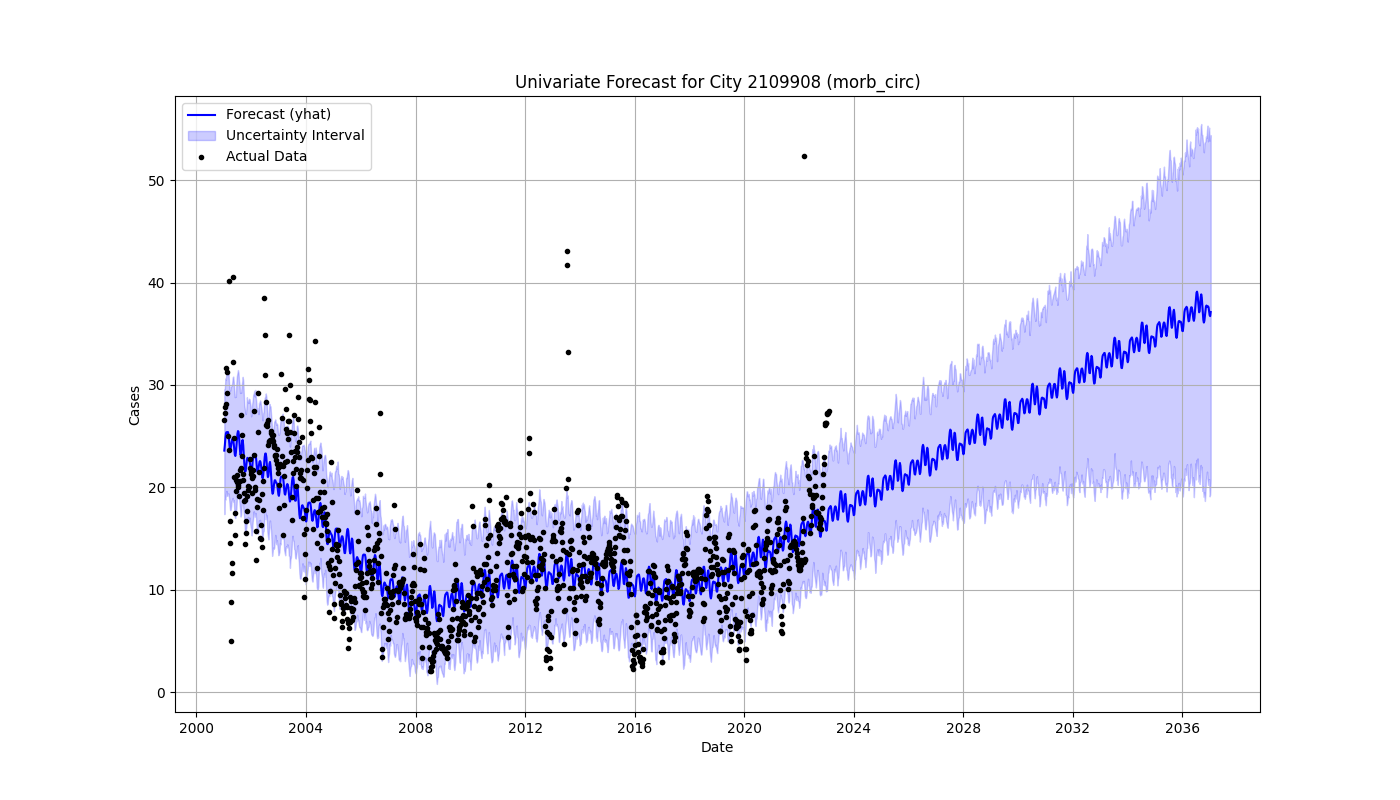 Univariate Forecast for City 2109908 (morb_circ)
Forecast (yhat)
Uncertainty Interval
Actual Data
Cases
50
40
30
20
10
0
2000 2004 2008 2012 2016 2020 2024 2028 2032 2036
Date